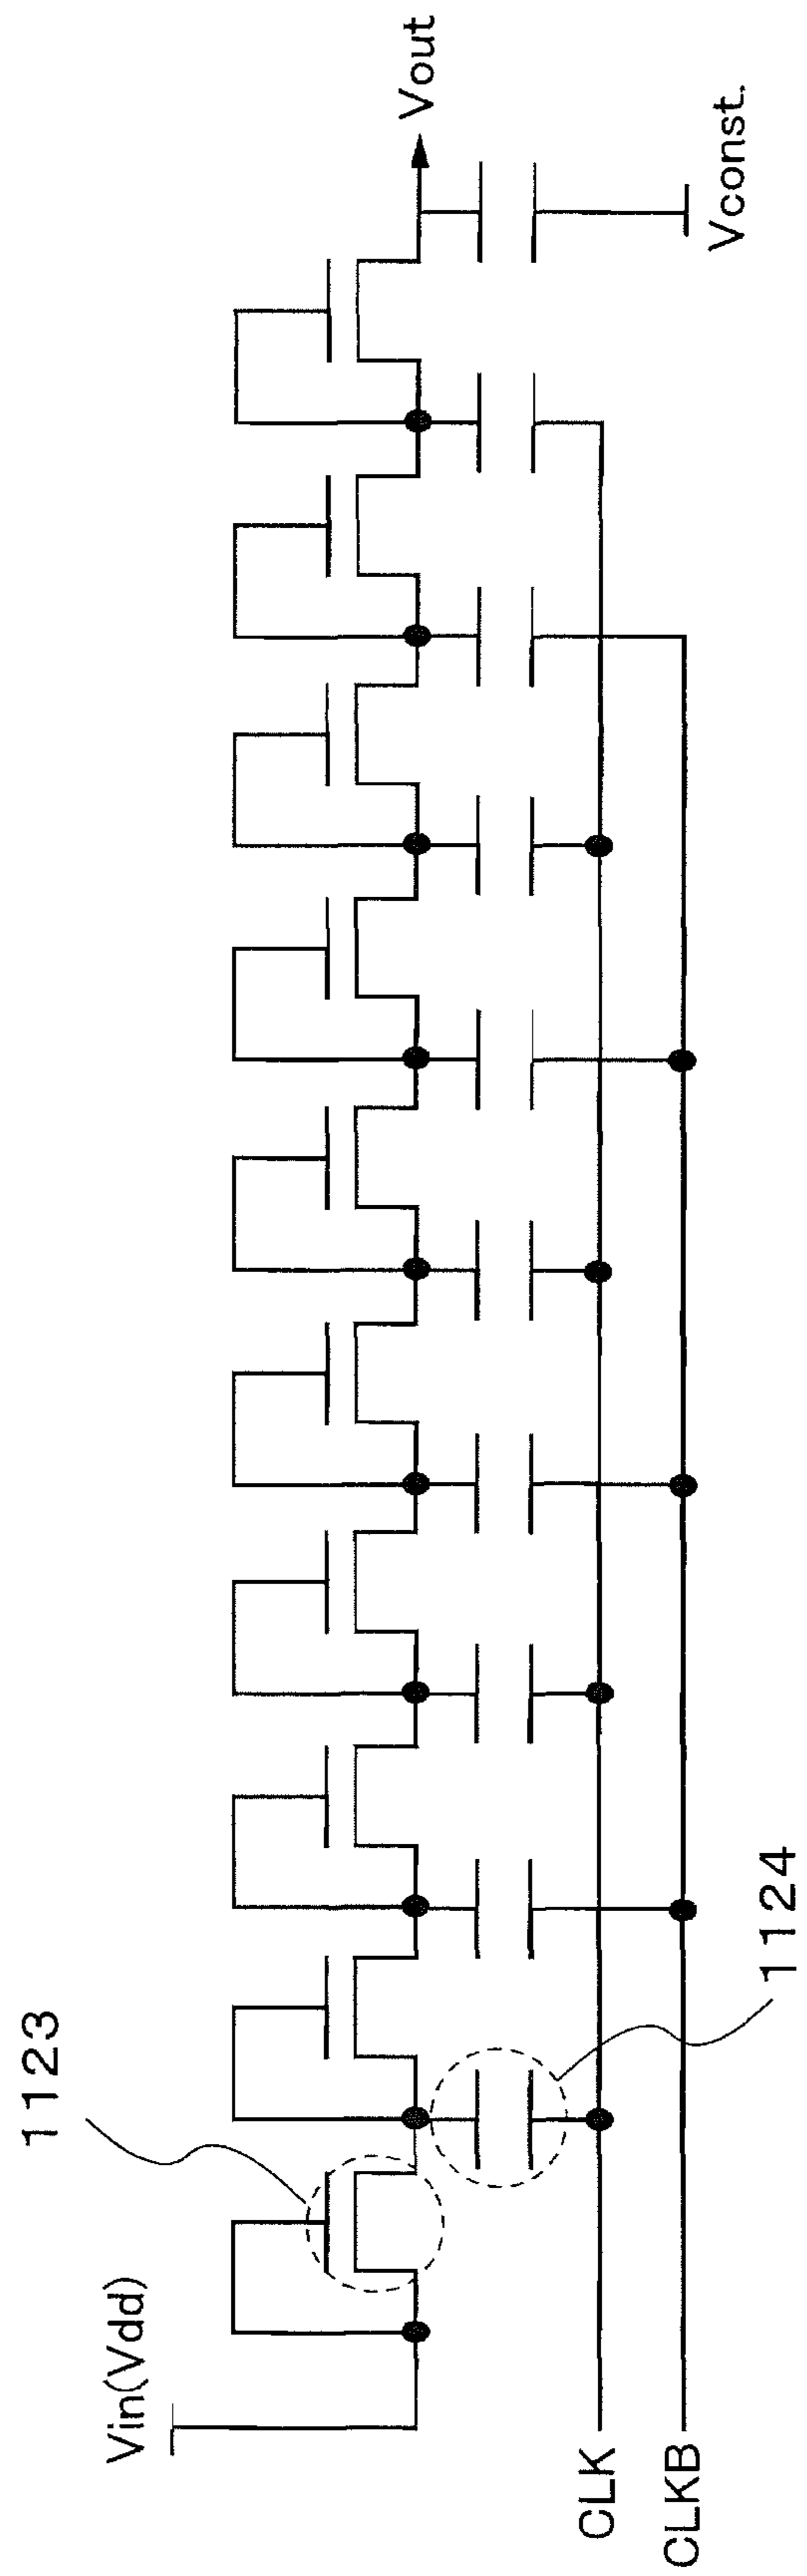 Vin(Vdd)
1123
Vout
Vconst.
1124
CLK
CLKB